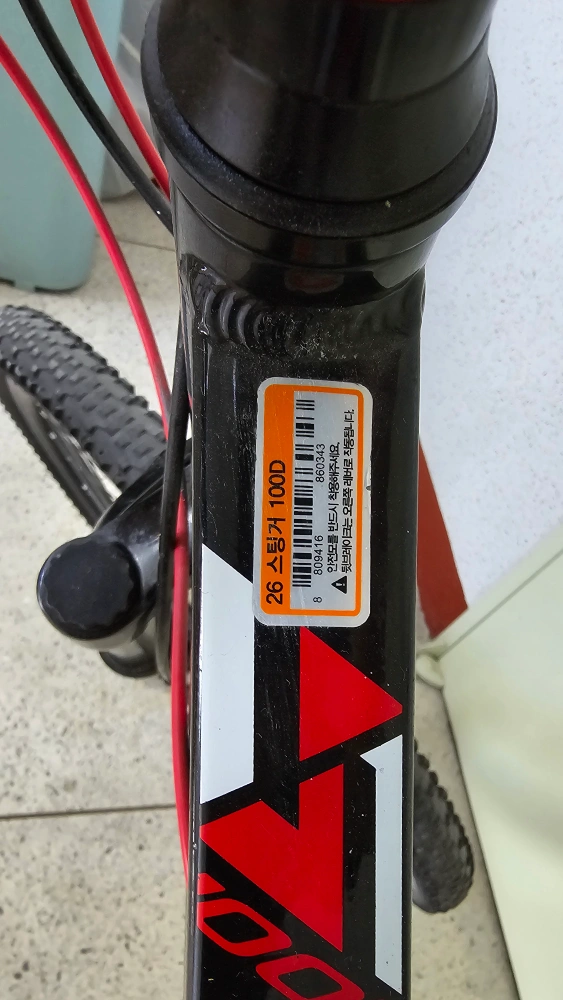 26 스팅거 100D
8 809416 860343
안전모를 반드시 착용해주세요.
뒷브레이크는 오른쪽 레버로 작동됩니다.
100